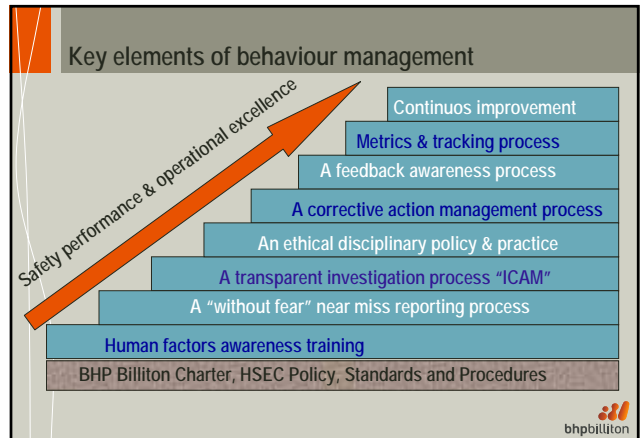 Key elements of behaviour management
Safety performance & operational excellence
Continuos improvement
Metrics & tracking process
A feedback awareness process
A corrective action management process
An ethical disciplinary policy & practice
A transparent investigation process “ICAM”
A “without fear” near miss reporting process
Human factors awareness training
BHP Billiton Charter, HSEC Policy, Standards and Procedures
bhpbilliton